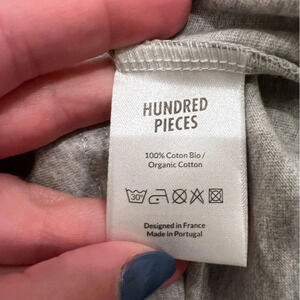 HUNDRED
PIECES
100% Coton Bio /
Organic Cotton
30°
Designed in France
Made in Portugal